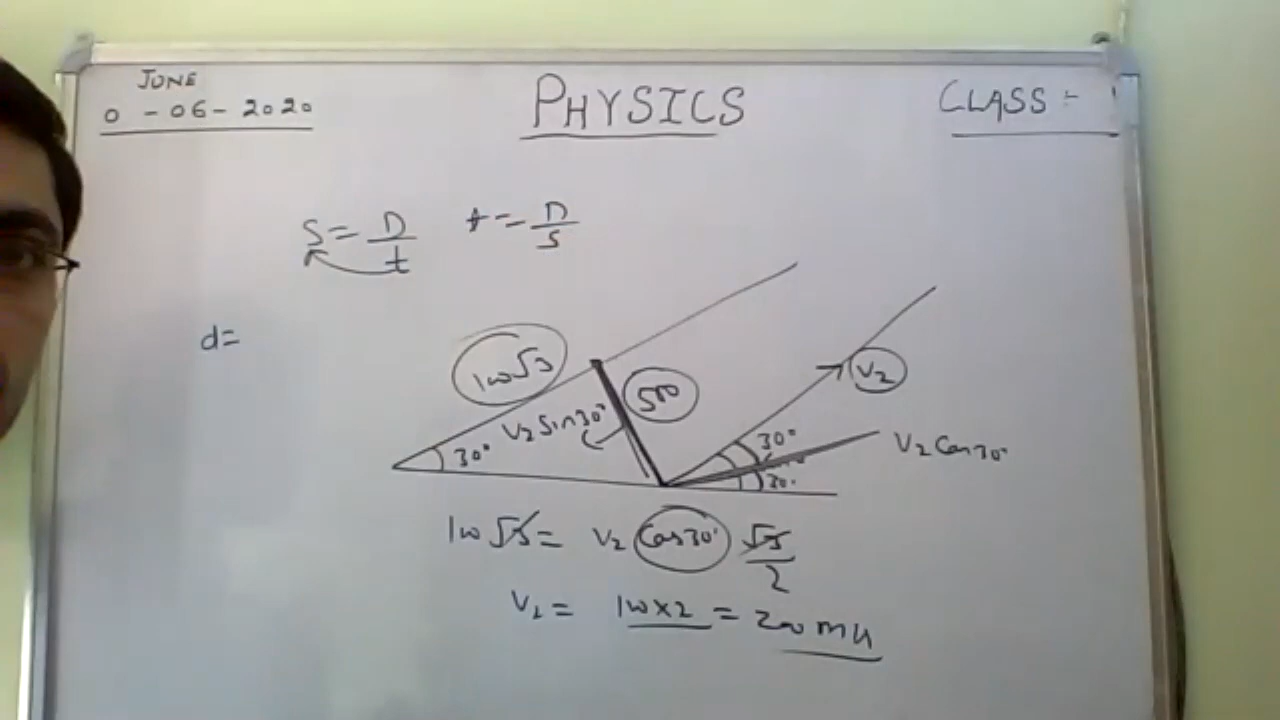 JUNE
0 - 06 - 2020
PHYSICS
CLASS :-
S = D/t
t = D/S
d=
100√3
500
V₂
V₂ Sin30°
30°
30°
30°
V₂ Cos30°
100√3 = V₂ Cos30° √3/2
V₂ = 100×2 = 200 m/s